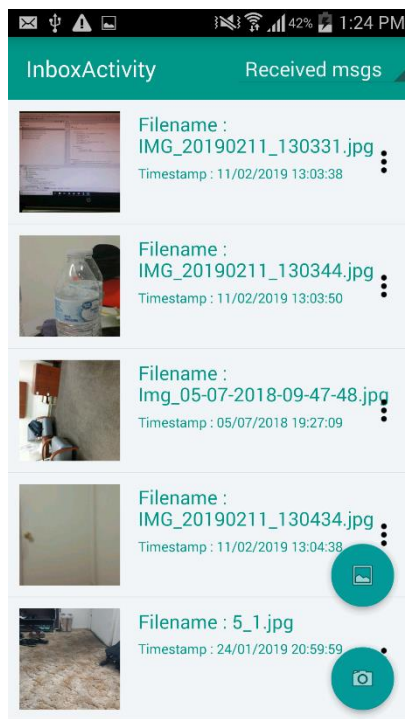 42% 1:24 PM
InboxActivity Received msgs
Filename :
IMG_20190211_130331.jpg
Timestamp : 11/02/2019 13:03:38
Filename :
IMG_20190211_130344.jpg
Timestamp : 11/02/2019 13:03:50
Filename :
Img_05-07-2018-09-47-48.jpg
Timestamp : 05/07/2018 19:27:09
Filename :
IMG_20190211_130434.jpg
Timestamp : 11/02/2019 13:04:38
Filename : 5_1.jpg
Timestamp : 24/01/2019 20:59:59